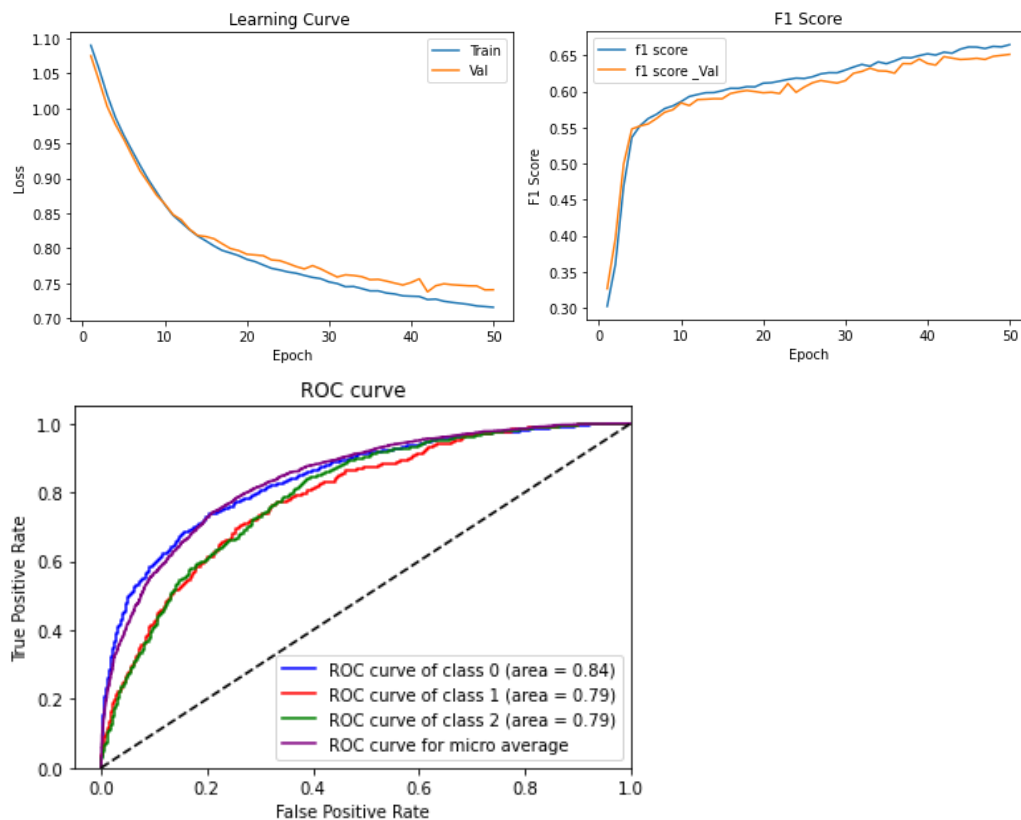 Learning Curve
1.10
1.05
1.00
0.95
0.90
0.85
0.80
0.75
0.70
Loss
0 10 20 30 40 50
Epoch
Train
Val
F1 Score
0.65
0.60
0.55
0.50
0.45
0.40
0.35
0.30
F1 Score
0 10 20 30 40 50
Epoch
f1 score
f1 score _Val
ROC curve
1.0
0.8
0.6
0.4
0.2
0.0
True Positive Rate
0.0 0.2 0.4 0.6 0.8 1.0
False Positive Rate
ROC curve of class 0 (area = 0.84)
ROC curve of class 1 (area = 0.79)
ROC curve of class 2 (area = 0.79)
ROC curve for micro average